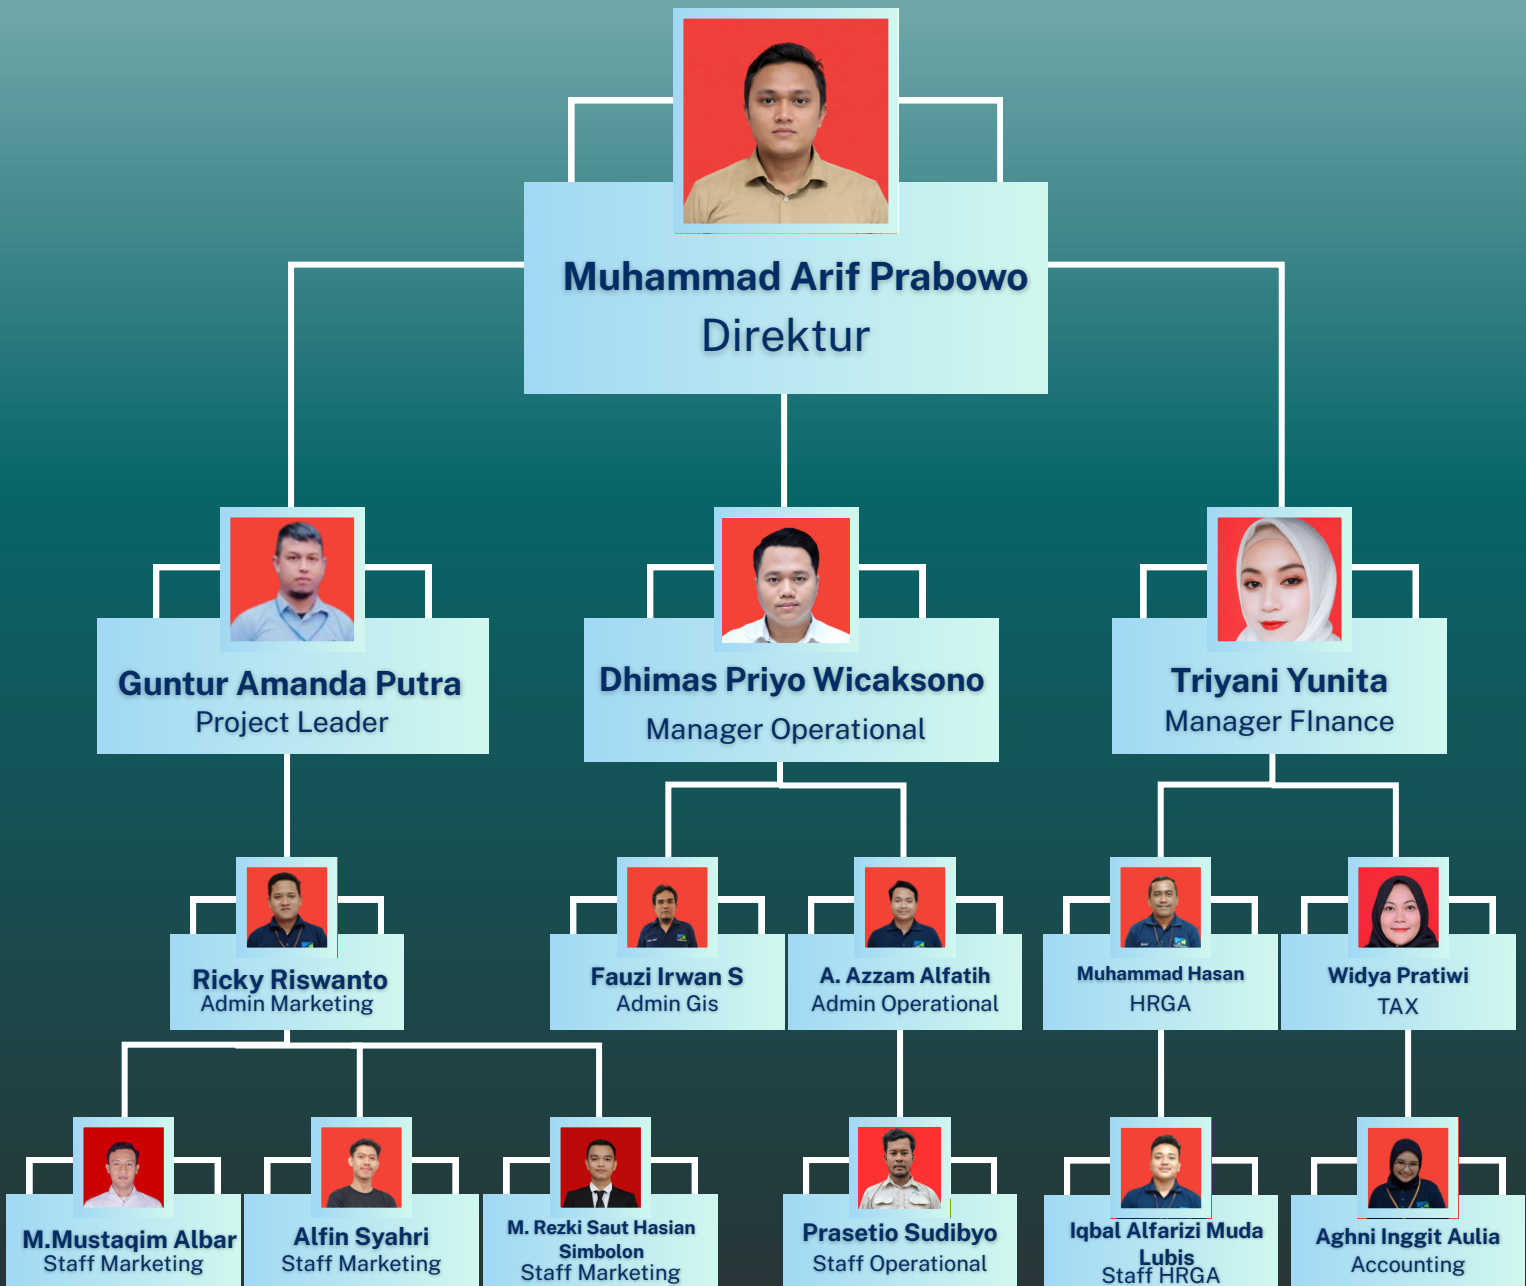 Muhammad Arif Prabowo
Direktur
Guntur Amanda Putra
Project Leader
Dhimas Priyo Wicaksono
Manager Operational
Triyani Yunita
Manager FInance
Ricky Riswanto
Admin Marketing
Fauzi Irwan S
Admin Gis
A. Azzam Alfatih
Admin Operational
Muhammad Hasan
HRGA
Widya Pratiwi
TAX
M.Mustaqim Albar
Staff Marketing
Alfin Syahri
Staff Marketing
M. Rezki Saut Hasian
Simbolon
Staff Marketing
Prasetio Sudibyo
Staff Operational
Iqbal Alfarizi Muda
Lubis
Staff HRGA
Aghni Inggit Aulia
Accounting